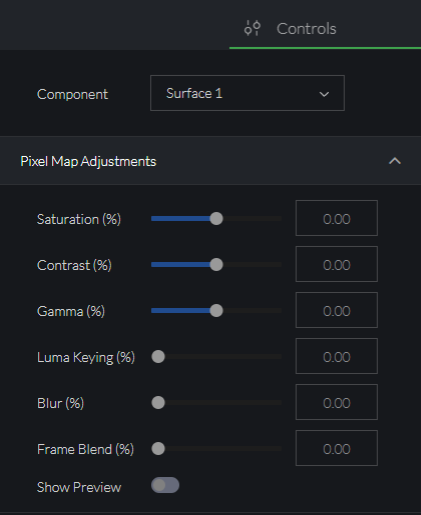 Controls
Component Surface 1
Pixel Map Adjustments
Saturation (%) 0.00
Contrast (%) 0.00
Gamma (%) 0.00
Luma Keying (%) 0.00
Blur (%) 0.00
Frame Blend (%) 0.00
Show Preview